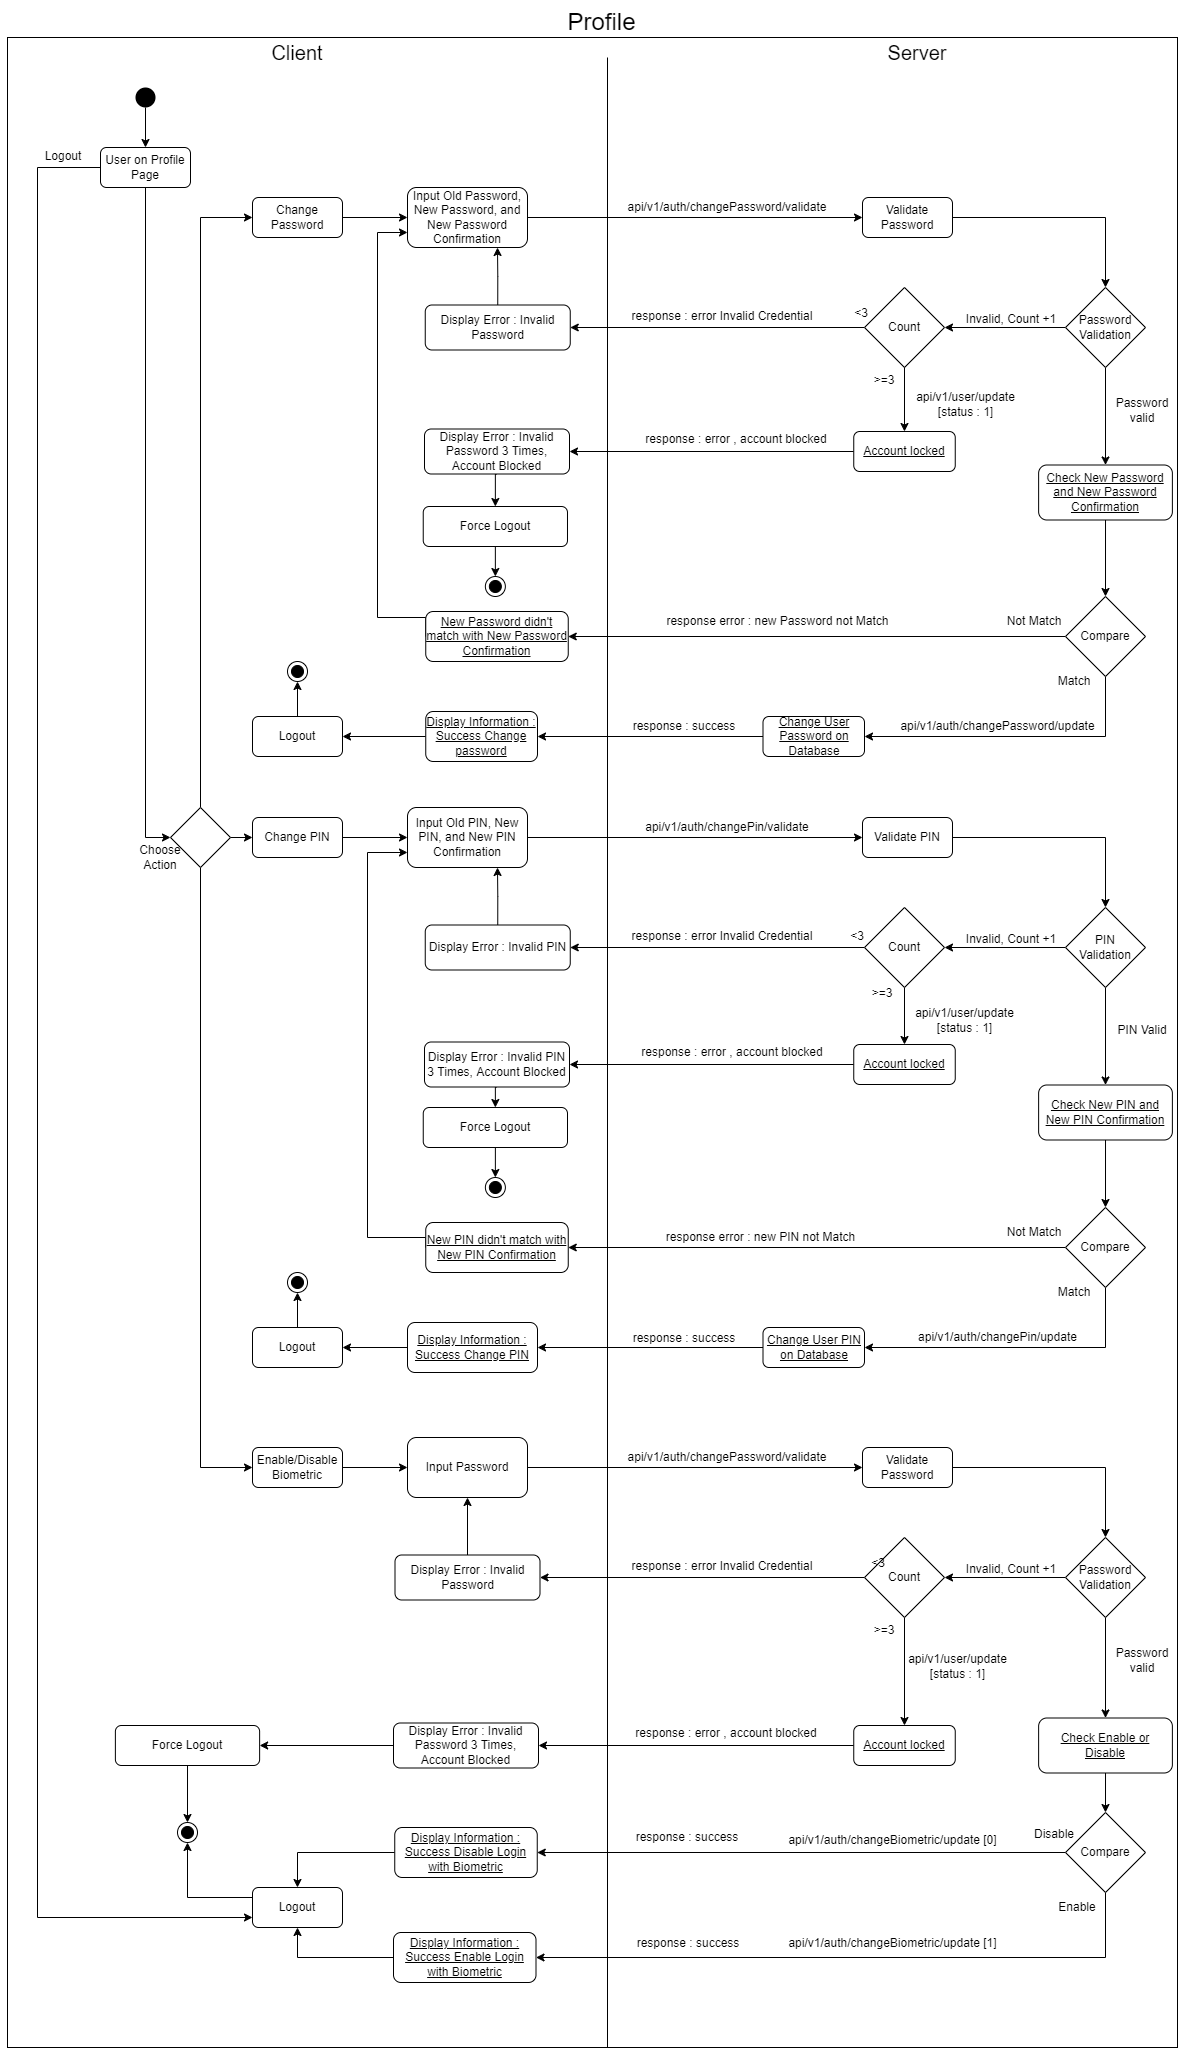 Profile
Client
Server
Logout
User on Profile
Page
Change
Password
Input Old Password,
New Password, and
New Password
Confirmation
api/v1/auth/changePassword/validate
Validate
Password
Display Error : Invalid
Password
response : error Invalid Credential
<3
Count
Invalid, Count +1
Password
Validation
>=3
api/v1/user/update
[status : 1]
Password
valid
Display Error : Invalid
Password 3 Times,
Account Blocked
response : error , account blocked
Account locked
Check New Password
and New Password
Confirmation
Force Logout
New Password didn't
match with New Password
Confirmation
response error : new Password not Match
Not Match
Compare
Match
Logout
Display Information :
Success Change
password
response : success
Change User
Password on
Database
api/v1/auth/changePassword/update
Choose
Action
Change PIN
Input Old PIN, New
PIN, and New PIN
Confirmation
api/v1/auth/changePin/validate
Validate PIN
Display Error : Invalid PIN
response : error Invalid Credential
<3
Count
Invalid, Count +1
PIN
Validation
>=3
api/v1/user/update
[status : 1]
PIN Valid
Display Error : Invalid PIN
3 Times, Account Blocked
response : error , account blocked
Account locked
Check New PIN and
New PIN Confirmation
Force Logout
New PIN didn't match with
New PIN Confirmation
response error : new PIN not Match
Not Match
Compare
Match
Logout
Display Information :
Success Change PIN
response : success
Change User PIN
on Database
api/v1/auth/changePin/update
Enable/Disable
Biometric
Input Password
api/v1/auth/changePassword/validate
Validate
Password
Display Error : Invalid
Password
response : error Invalid Credential
<3
Count
Invalid, Count +1
Password
Validation
>=3
api/v1/user/update
[status : 1]
Password
valid
Force Logout
Display Error : Invalid
Password 3 Times,
Account Blocked
response : error , account blocked
Account locked
Check Enable or
Disable
Display Information :
Success Disable Login
with Biometric
response : success
api/v1/auth/changeBiometric/update [0]
Disable
Compare
Logout
Enable
Display Information :
Success Enable Login
with Biometric
response : success
api/v1/auth/changeBiometric/update [1]